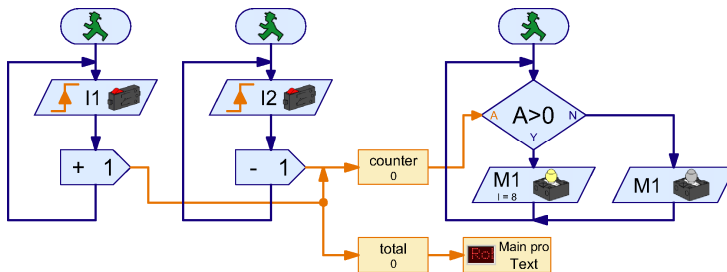 I1
+ 1
I2
- 1
counter
0
total
0
Main pro
Text
A
A>0
N
Y
M1
I = 8
M1